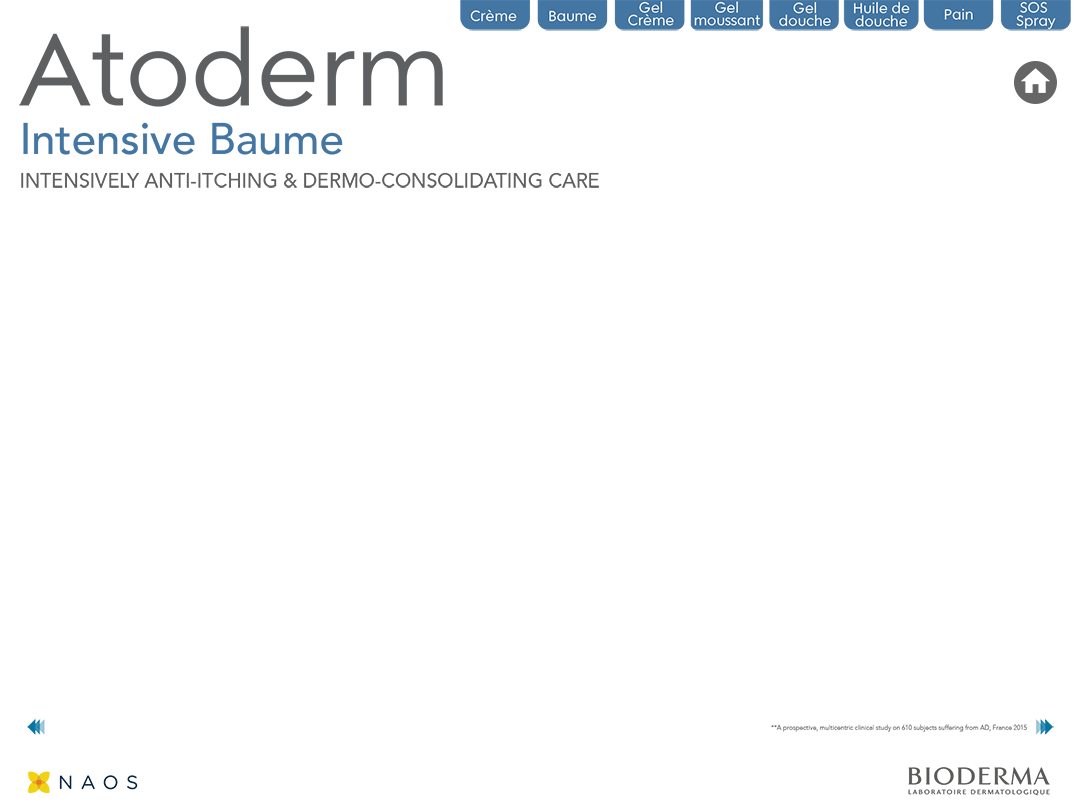 Crème
Baume
Gel
Crème
Gel
moussant
Gel
douche
Huile de
douche
Pain
SOS
Spray
Atoderm
Intensive Baume
INTENSIVELY ANTI-ITCHING & DERMO-CONSOLIDATING CARE
**A prospective, multicentric clinical study on 610 subjects suffering from AD, France 2015
NAOS
BIODERMA
LABORATOIRE DERMATOLOGIQUE